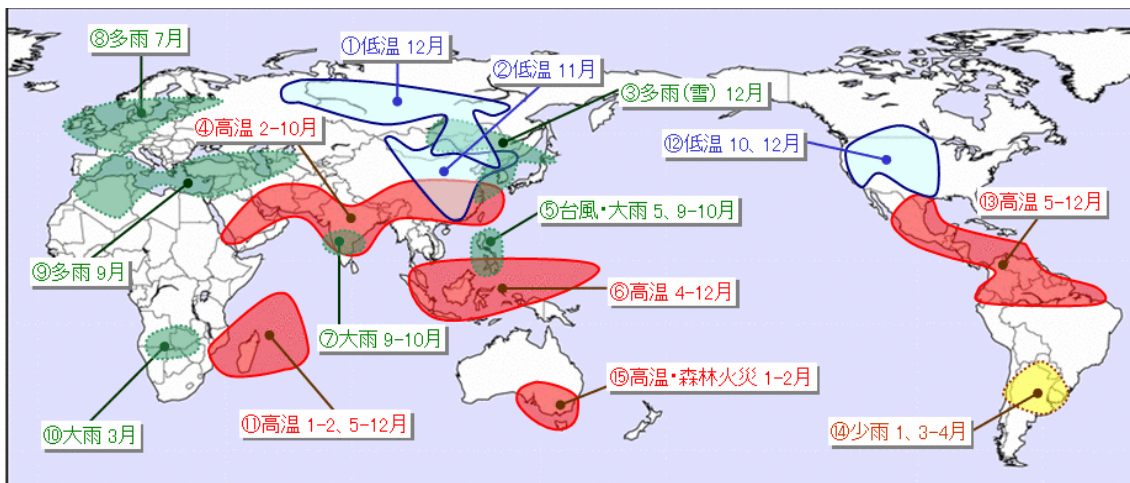 ⑧多雨 7月
①低温 12月
②低温 11月
③多雨(雪) 12月
④高温 2-10月
⑫低温 10、12月
⑤台風・大雨 5、9-10月
⑬高温 5-12月
⑨多雨 9月
⑥高温 4-12月
⑦大雨 9-10月
⑮高温・森林火災 1-2月
⑩大雨 3月
⑪高温 1-2、5-12月
⑭少雨 1、3-4月